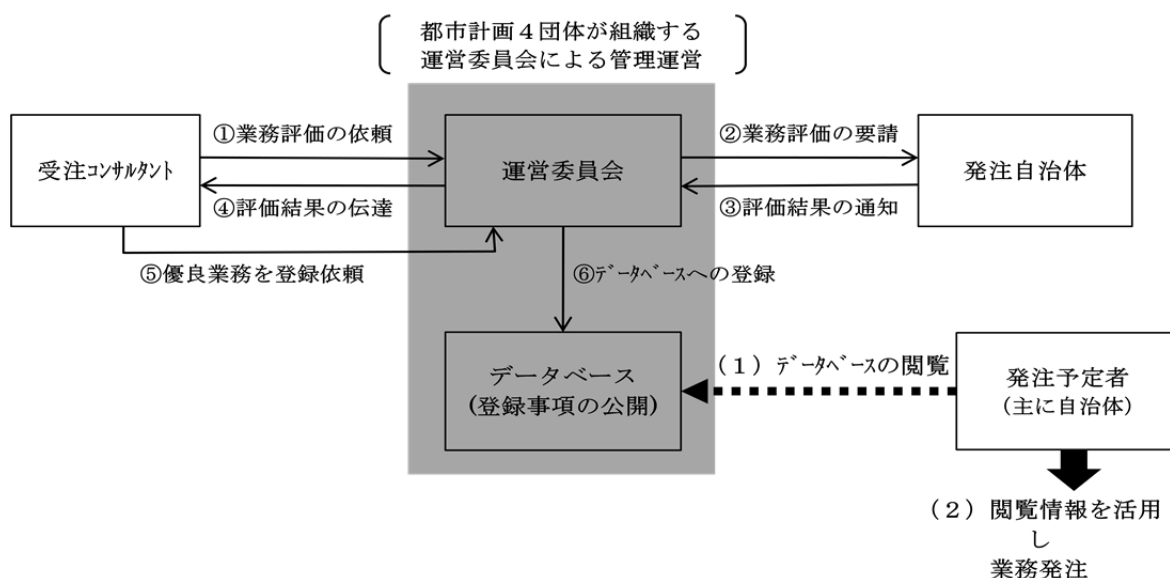 都市計画４団体が組織する
運営委員会による管理運営
受注ｺﾝｻﾙﾀﾝﾄ
①業務評価の依頼
④評価結果の伝達
運営委員会
②業務評価の要請
③評価結果の通知
発注自治体
⑤優良業務を登録依頼
⑥ﾃﾞｰﾀﾍﾞｰｽへの登録
データベース
(登録事項の公開)
（１）ﾃﾞｰﾀﾍﾞｰｽの閲覧
発注予定者
（主に自治体）
（２）閲覧情報を活用
し
業務発注